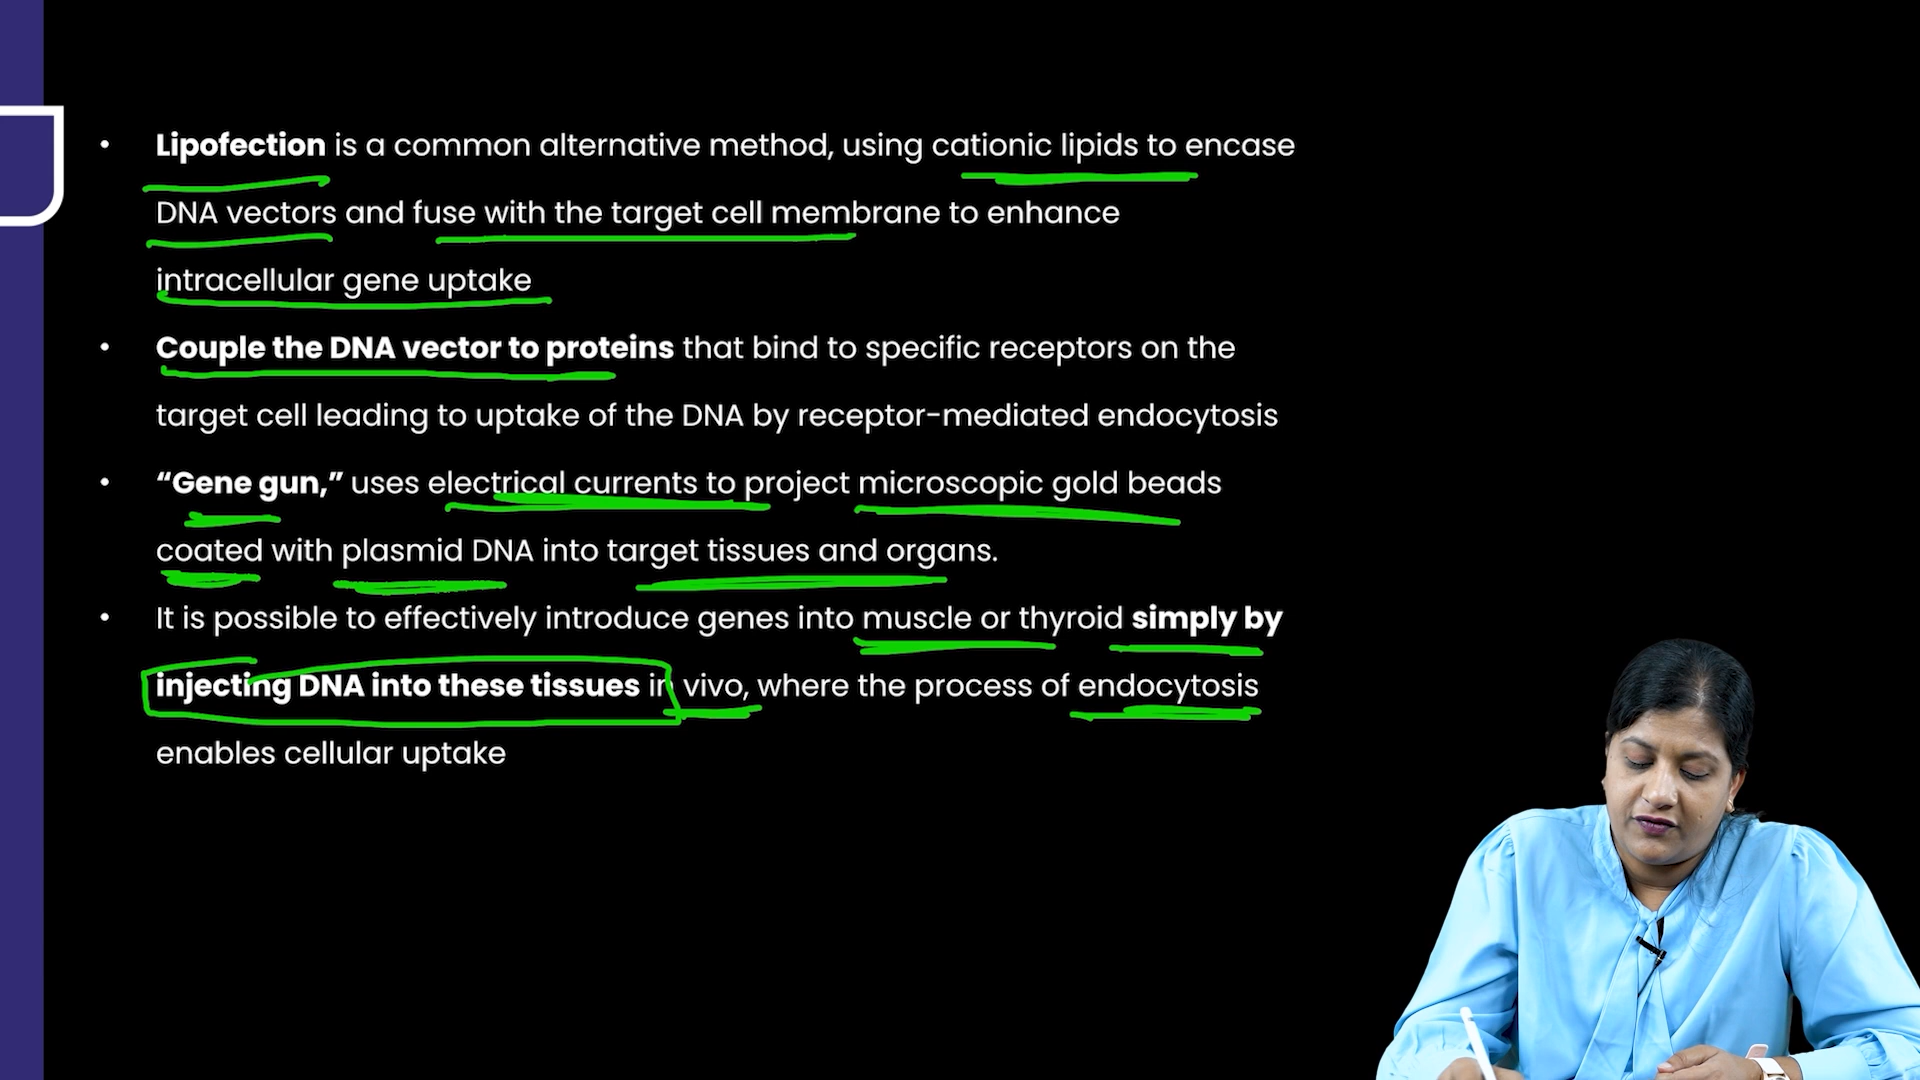 • Lipofection is a common alternative method, using cationic lipids to encase
DNA vectors and fuse with the target cell membrane to enhance
intracellular gene uptake
• Couple the DNA vector to proteins that bind to specific receptors on the
target cell leading to uptake of the DNA by receptor-mediated endocytosis
• “Gene gun,” uses electrical currents to project microscopic gold beads
coated with plasmid DNA into target tissues and organs.
• It is possible to effectively introduce genes into muscle or thyroid simply by
injecting DNA into these tissues in vivo, where the process of endocytosis
enables cellular uptake